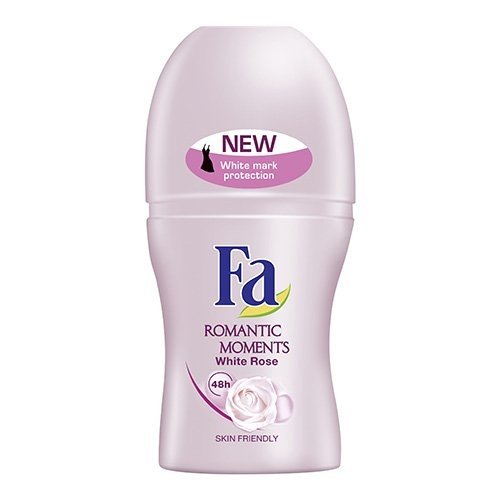 NEW
White mark
protection
Fa
ROMANTIC
MOMENTS
White Rose
48h
SKIN FRIENDLY